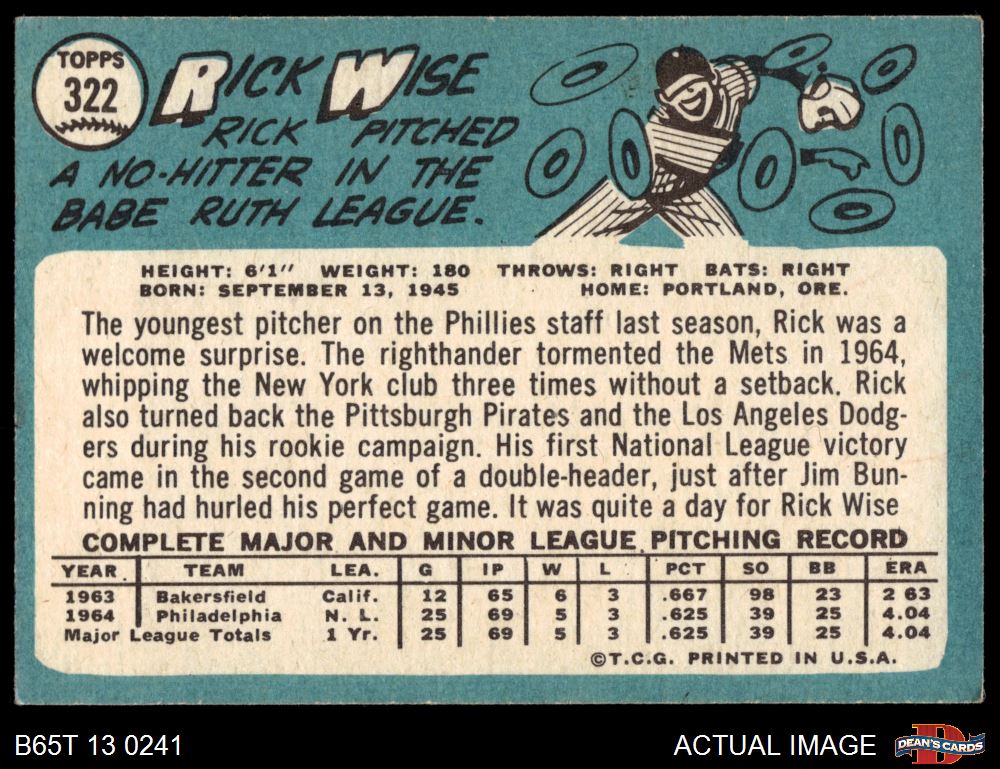 TOPPS
322
RICK WISE
RICK PITCHED
A NO-HITTER IN THE
BABE RUTH LEAGUE.
HEIGHT: 6'1" WEIGHT: 180 THROWS: RIGHT BATS: RIGHT
BORN: SEPTEMBER 13, 1945 HOME: PORTLAND, ORE.
The youngest pitcher on the Phillies staff last season, Rick was a
welcome surprise. The righthander tormented the Mets in 1964,
whipping the New York club three times without a setback. Rick
also turned back the Pittsburgh Pirates and the Los Angeles Dodg-
ers during his rookie campaign. His first National League victory
came in the second game of a double-header, just after Jim Bun-
ning had hurled his perfect game. It was quite a day for Rick Wise
COMPLETE MAJOR AND MINOR LEAGUE PITCHING RECORD
YEAR TEAM LEA. G IP W L PCT SO BB ERA
1963 Bakersfield Calif. 12 65 6 3 .667 98 23 2 63
1964 Philadelphia N. L. 25 69 5 3 .625 39 25 4.04
Major League Totals 1 Yr. 25 69 5 3 .625 39 25 4.04
©T.C.G. PRINTED IN U.S.A.
B65T 13 0241 ACTUAL IMAGE DEAN'S CARDS